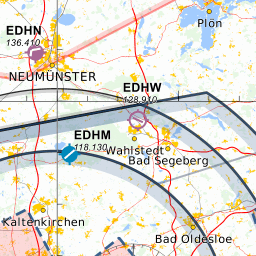 Plön
EDHN
136.410
NEUMÜNSTER
EDHW
128.910
EDHM
118.130
Wahlstedt
Bad Segeberg
Kaltenkirchen
Bad Oldesloe